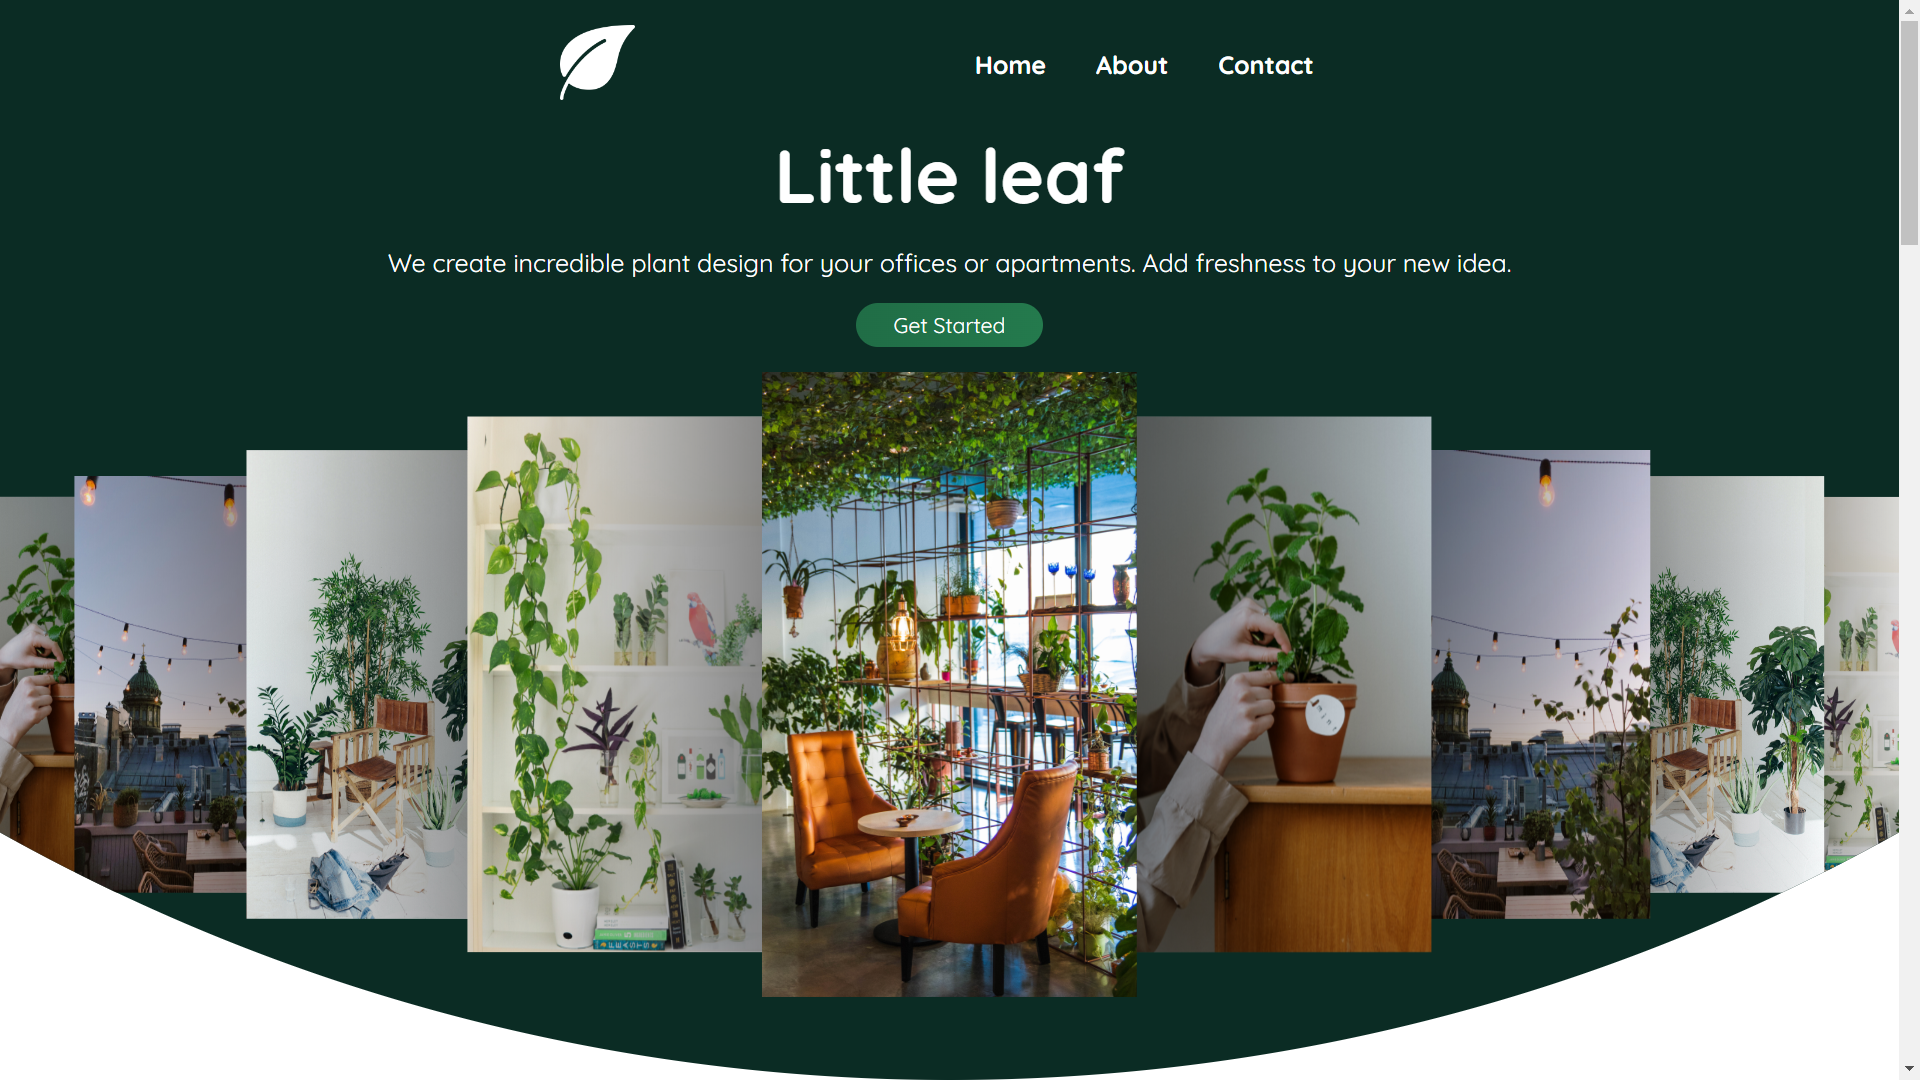 Home About Contact
Little leaf
We create incredible plant design for your offices or apartments. Add freshness to your new idea.
Get Started
FEASTS